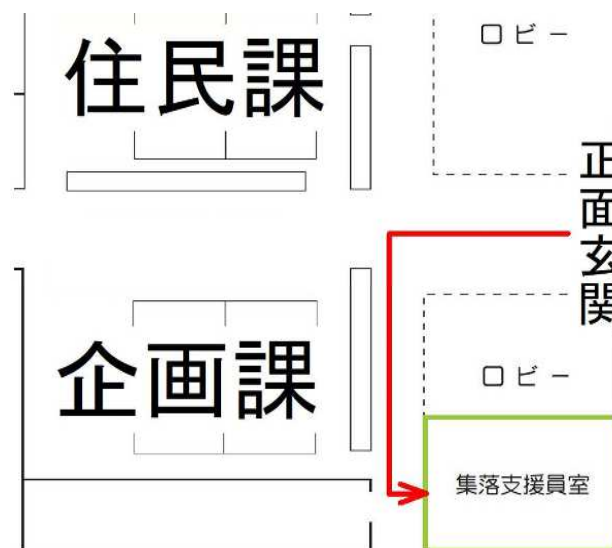 住民課
ロビー
正面玄関
企画課
ロビー
集落支援員室